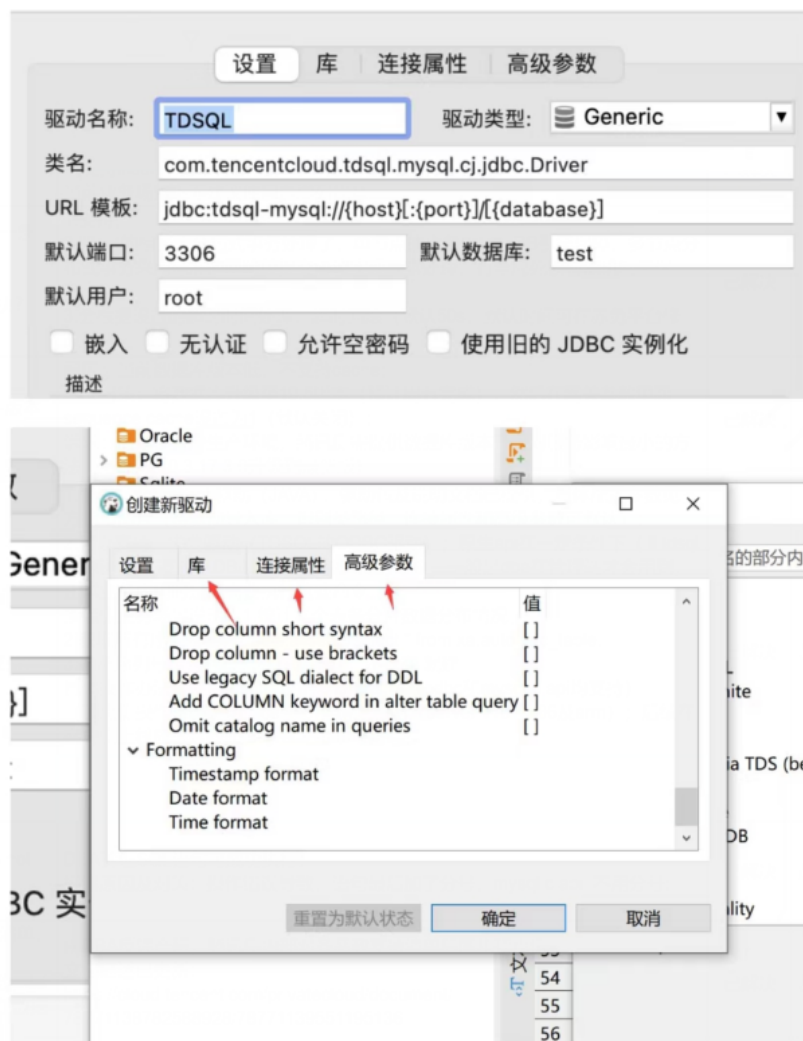 设置 库 连接属性 高级参数
驱动名称: TDSQL 驱动类型: Generic
类名: com.tencentcloud.tdsql.mysql.cj.jdbc.Driver
URL 模板: jdbc:tdsql-mysql://{host}[:{port}]/[{database}]
默认端口: 3306 默认数据库: test
默认用户: root
嵌入 无认证 允许空密码 使用旧的 JDBC 实例化
描述
Oracle
PG
Sqlite
创建新驱动
Gener
名的部分内
设置 库 连接属性 高级参数
名称 值
Drop column short syntax [ ]
Drop column - use brackets [ ]
Use legacy SQL dialect for DDL [ ]
Add COLUMN keyword in alter table query [ ]
Omit catalog name in queries [ ]
Formatting
Timestamp format
Date format
Time format
}]
ite
ia TDS (be
DB
lity
BC 实
重置为默认状态 确定 取消
54
55
56